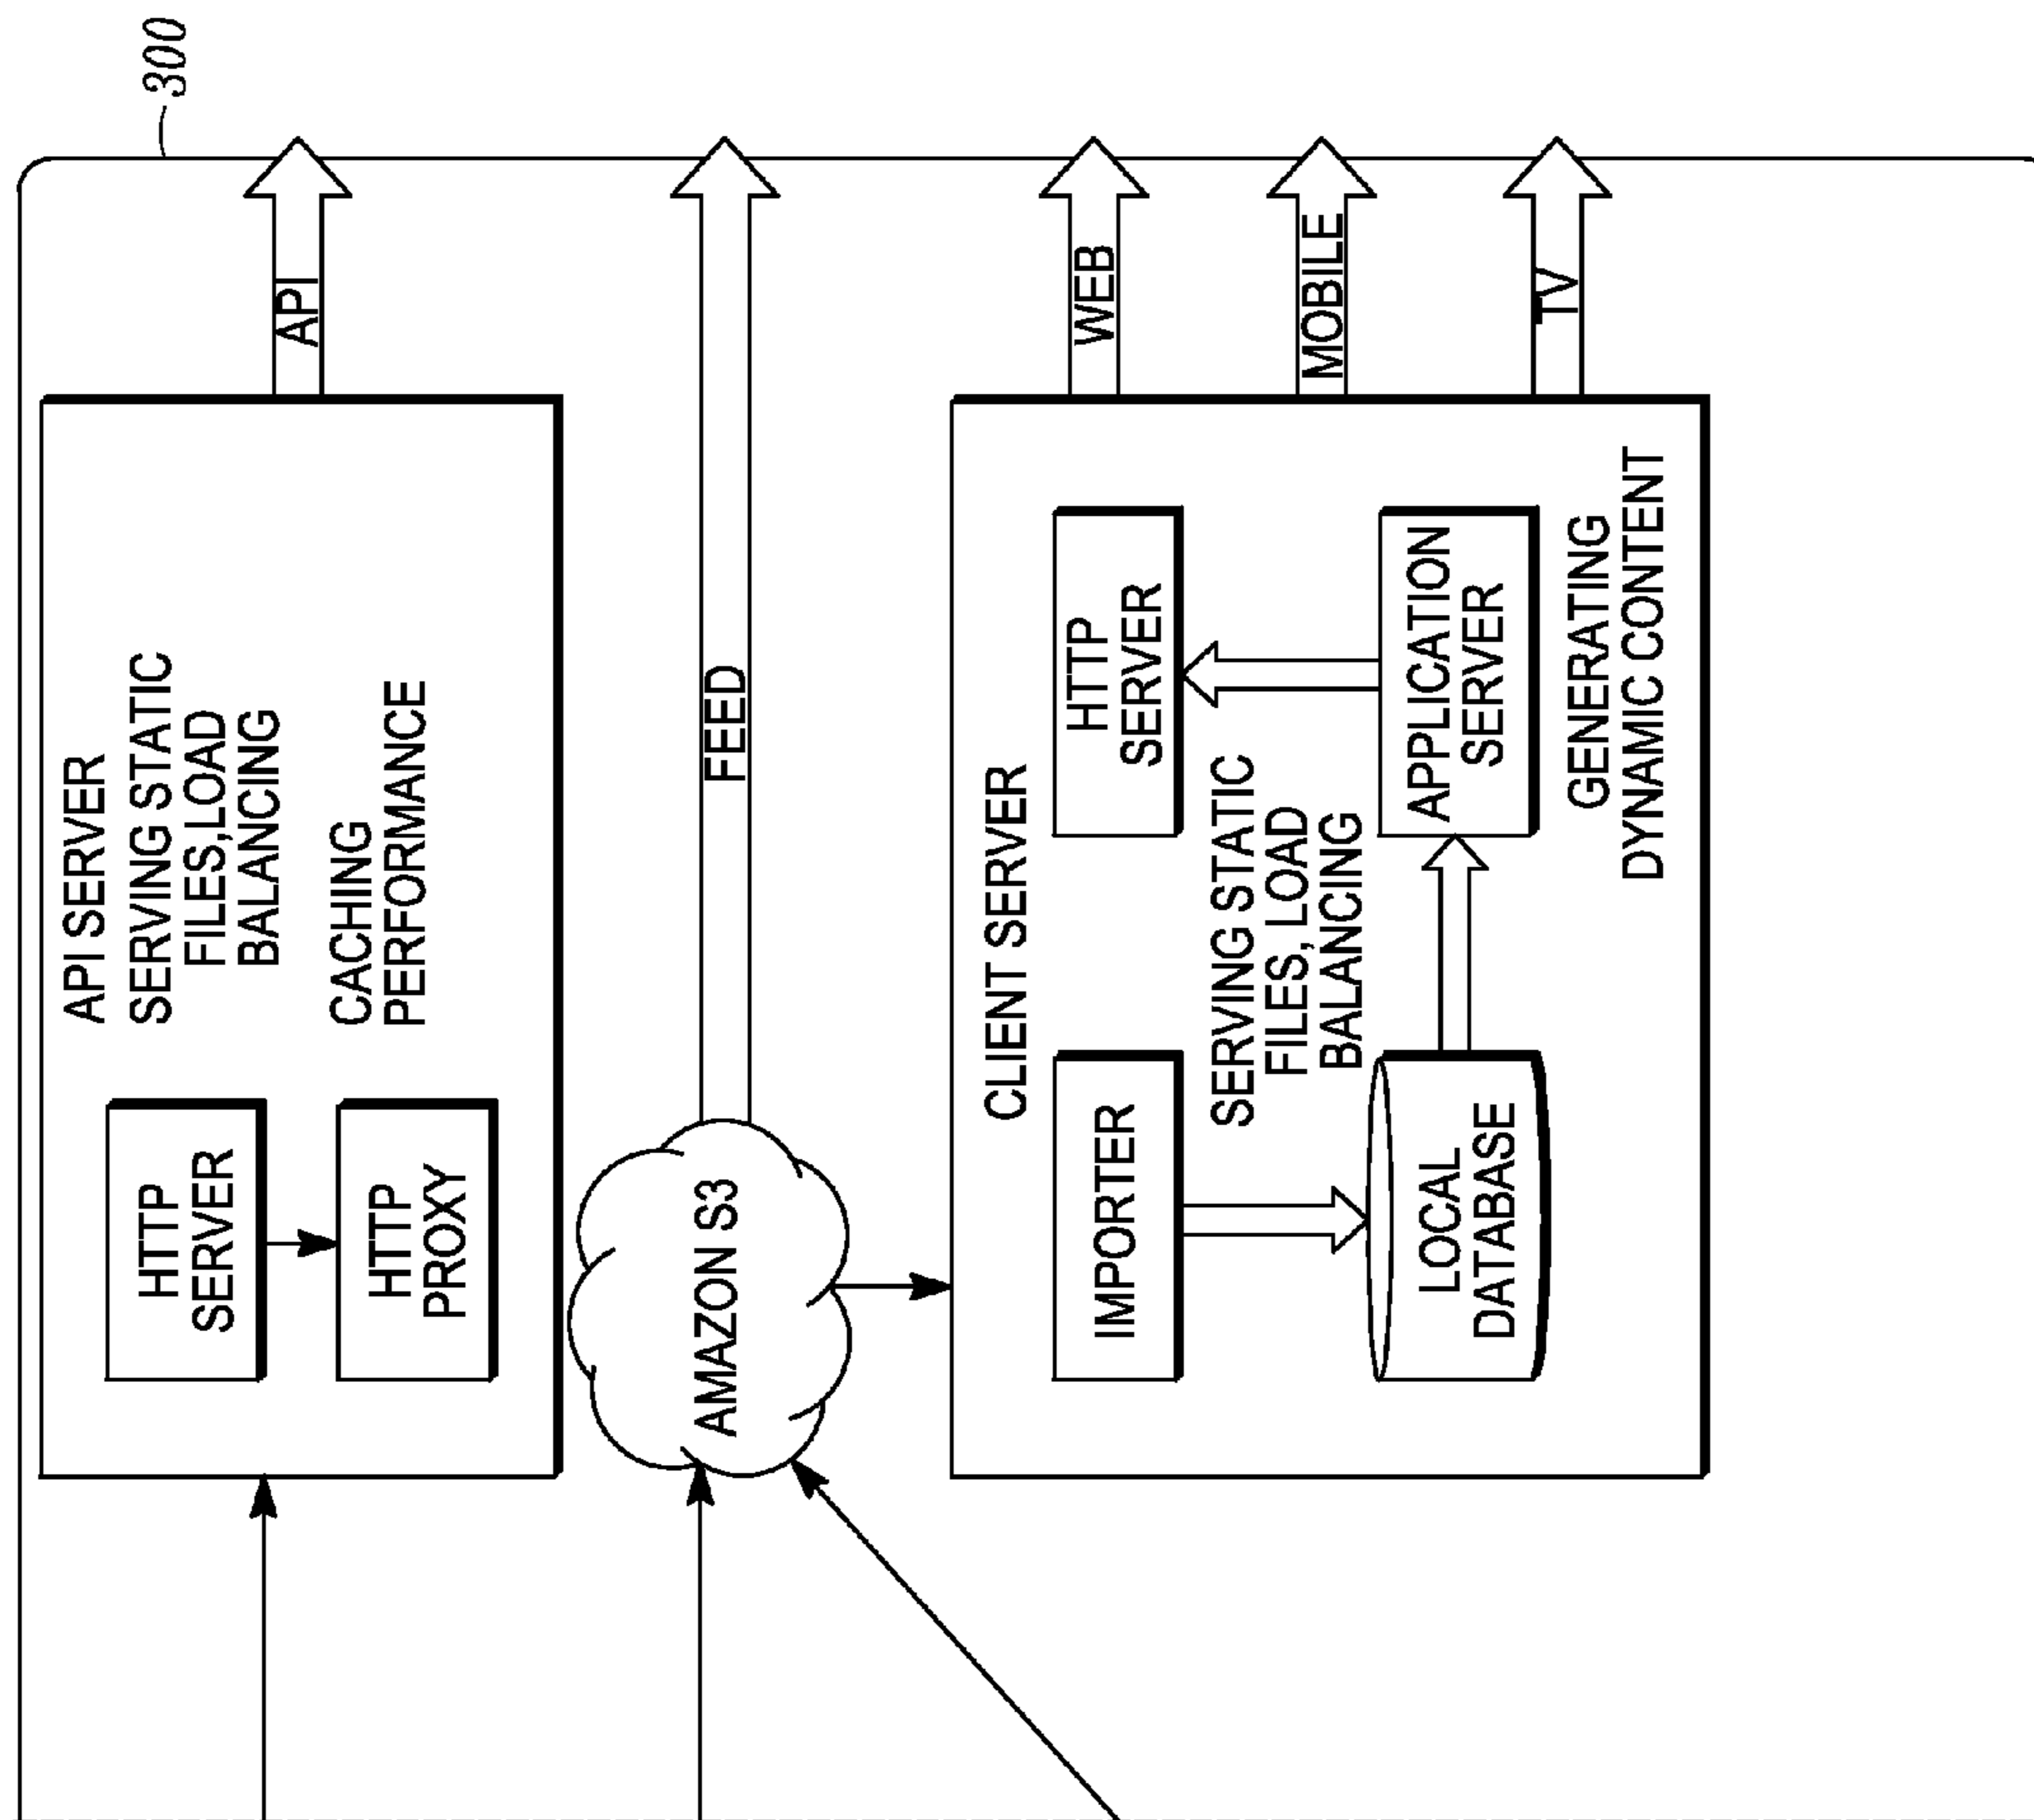 300
API SERVER
SERVING STATIC
FILES,LOAD
BALANCING
CACHING
PERFORMANCE
HTTP
SERVER
HTTP
PROXY
API
AMAZON S3
FEED
CLIENT SERVER
IMPORTER
HTTP
SERVER
SERVING STATIC
FILES, LOAD
BALANCING
LOCAL
DATABASE
APPLICATION
SERVER
GENERATING
DYNAMIC CONTENT
WEB
MOBILE
TV